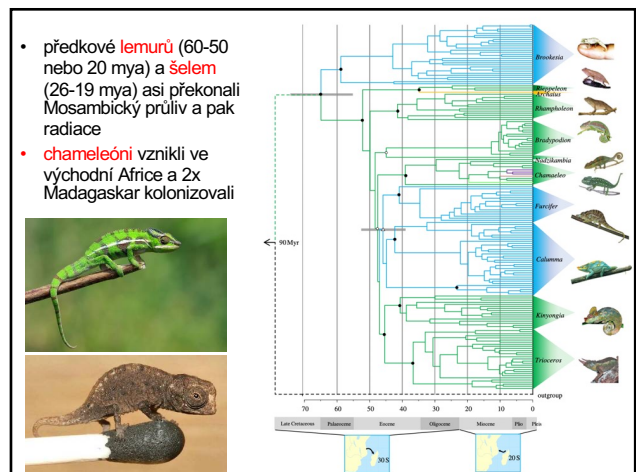 • předkové lemurů (60-50
nebo 20 mya) a šelem
(26-19 mya) asi překonali
Mosambický průliv a pak
radiace
• chameleóni vznikli ve
východní Africe a 2x
Madagaskar kolonizovali
Brookesia
Rieppeleon
Archaius
Rhampholeon
Bradypodion
Nadzikambia
Chamaeleo
Furcifer
90 Myr
Calumma
Kinyongia
Trioceros
outgroup
70 60 50 40 30 20 10 0
Late Cretaceous Palaeocene Eocene Oligocene Miocene Plio Pleis
30 S 20 S